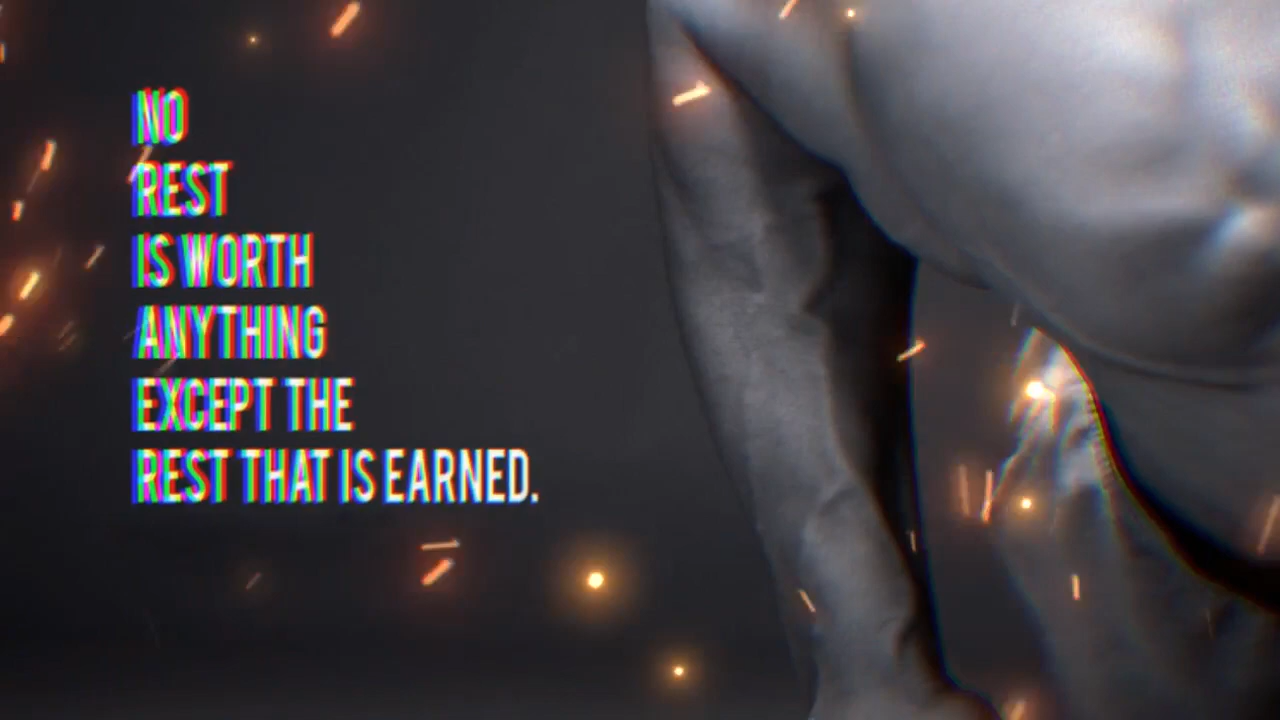 NO
REST
IS WORTH
ANYTHING
EXCEPT THE
REST THAT IS EARNED.